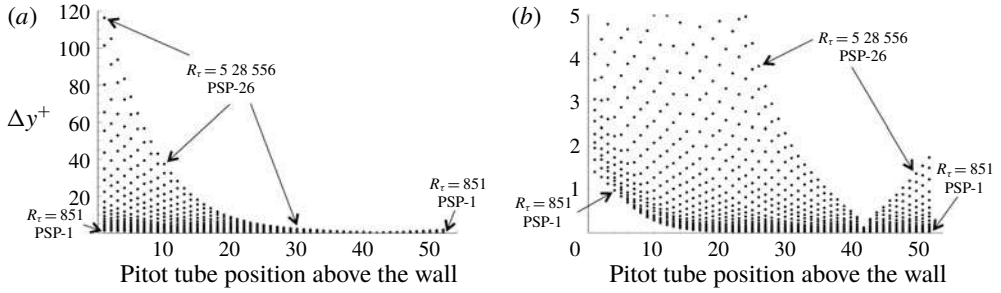 (a)
120
100
80
60
40
20
Δy+
Rτ = 5 28 556
PSP-26
Rτ = 851
PSP-1
Rτ = 851
PSP-1
10 20 30 40 50
Pitot tube position above the wall
(b)
5
4
3
2
1
0
Rτ = 5 28 556
PSP-26
Rτ = 851
PSP-1
Rτ = 851
PSP-1
10 20 30 40 50
Pitot tube position above the wall